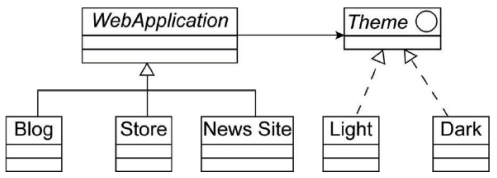 WebApplication
Theme
Blog
Store
News Site
Light
Dark